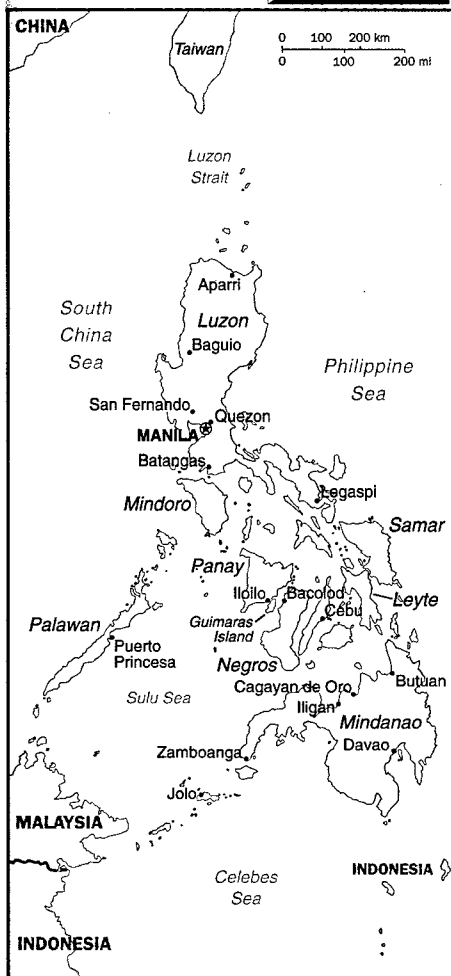 CHINA
Taiwan
0 100 200 km
0 100 200 mi
Luzon
Strait
Aparri
South
China
Sea
Luzon
Baguio
Philippine
Sea
San Fernando
Quezon
MANILA
Batangas
Legaspi
Mindoro
Samar
Panay
Iloilo
Bacolod
Leyte
Cebu
Guimaras
Island
Palawan
Puerto
Princesa
Negros
Sulu Sea
Cagayan de Oro
Butuan
Iligan
Mindanao
Davao
Zamboanga
Jolo
MALAYSIA
INDONESIA
Celebes
Sea
INDONESIA